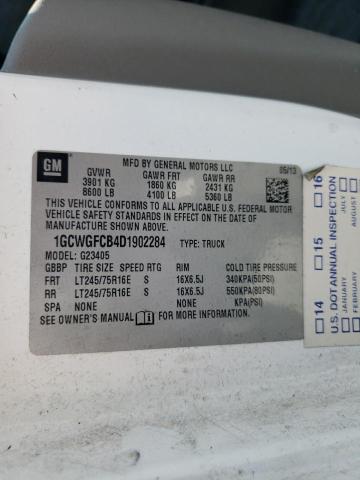 GM
MFD BY GENERAL MOTORS LLC
05/13
GVWR GAWR FRT GAWR RR
3901 KG 1860 KG 2431 KG
8600 LB 4100 LB 5360 LB
THIS VEHICLE CONFORMS TO ALL APPLICABLE U.S. FEDERAL MOTOR
VEHICLE SAFETY STANDARDS IN EFFECT ON THE DATE OF
MANUFACTURE SHOWN ABOVE.
1GCWGFCB4D1902284 TYPE: TRUCK
MODEL: G23405
GBBP TIRE SIZE SPEED RTG RIM COLD TIRE PRESSURE
FRT LT245/75R16E S 16X6.5J 340KPA(50PSI)
RR LT245/75R16E S 16X6.5J 550KPA(80PSI)
SPA NONE NONE KPA(PSI)
SEE OWNER'S MANUAL FOR MORE INFORMATION.
U.S. DOT ANNUAL INSPECTION
14 15 16
JANUARY JULY
FEBRUARY AUGUST